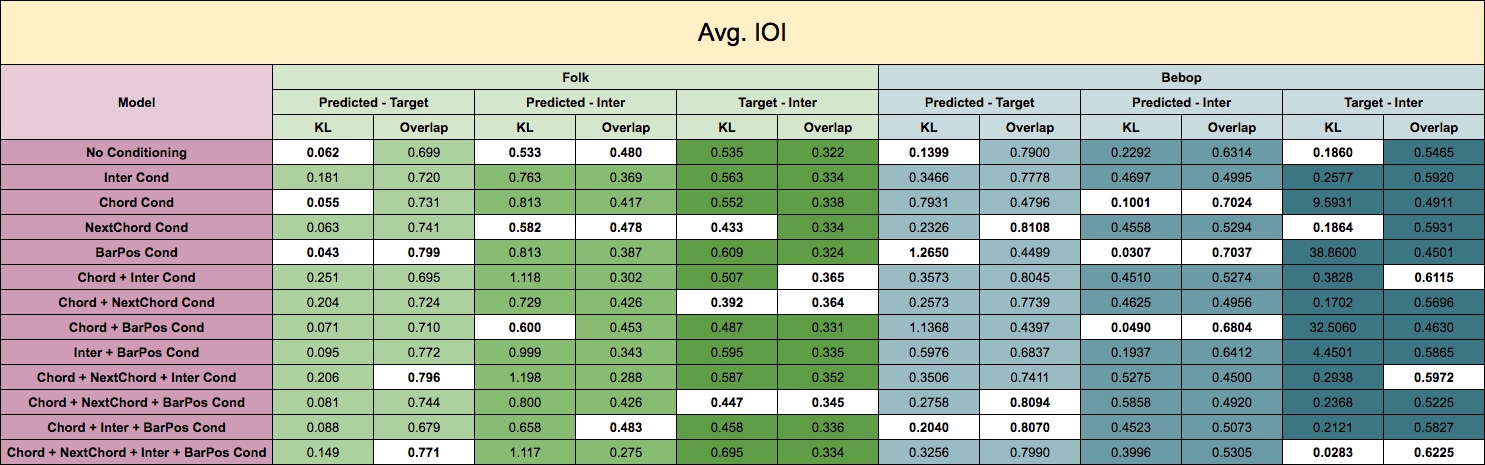 Avg. IOI
Model Folk Bebop
Predicted - Target Predicted - Inter Target - Inter Predicted - Target Predicted - Inter Target - Inter
KL Overlap KL Overlap KL Overlap KL Overlap KL Overlap KL Overlap
No Conditioning 0.062 0.699 0.533 0.480 0.535 0.322 0.1399 0.7900 0.2292 0.6314 0.1860 0.5465
Inter Cond 0.181 0.720 0.763 0.369 0.563 0.334 0.3466 0.7778 0.4697 0.4995 0.2577 0.5920
Chord Cond 0.055 0.731 0.813 0.417 0.552 0.338 0.7931 0.4796 0.1001 0.7024 9.5931 0.4911
NextChord Cond 0.063 0.741 0.582 0.478 0.433 0.334 0.2326 0.8108 0.4558 0.5294 0.1864 0.5931
BarPos Cond 0.043 0.799 0.813 0.387 0.609 0.324 1.2650 0.4499 0.0307 0.7037 38.8600 0.4501
Chord + Inter Cond 0.251 0.695 1.118 0.302 0.507 0.365 0.3573 0.8045 0.4510 0.5274 0.3828 0.6115
Chord + NextChord Cond 0.204 0.724 0.729 0.426 0.392 0.364 0.2573 0.7739 0.4625 0.4956 0.1702 0.5696
Chord + BarPos Cond 0.071 0.710 0.600 0.453 0.487 0.331 1.1368 0.4397 0.0490 0.6804 32.5060 0.4630
Inter + BarPos Cond 0.095 0.772 0.999 0.343 0.595 0.335 0.5976 0.6837 0.1937 0.6412 4.4501 0.5865
Chord + NextChord + Inter Cond 0.206 0.796 1.198 0.288 0.587 0.352 0.3506 0.7411 0.5275 0.4500 0.2938 0.5972
Chord + NextChord + BarPos Cond 0.081 0.744 0.800 0.426 0.447 0.345 0.2758 0.8094 0.5858 0.4920 0.2368 0.5225
Chord + Inter + BarPos Cond 0.088 0.679 0.658 0.483 0.458 0.336 0.2040 0.8070 0.4523 0.5073 0.2121 0.5827
Chord + NextChord + Inter + BarPos Cond 0.149 0.771 1.117 0.275 0.695 0.334 0.3256 0.7990 0.3996 0.5305 0.0283 0.6225